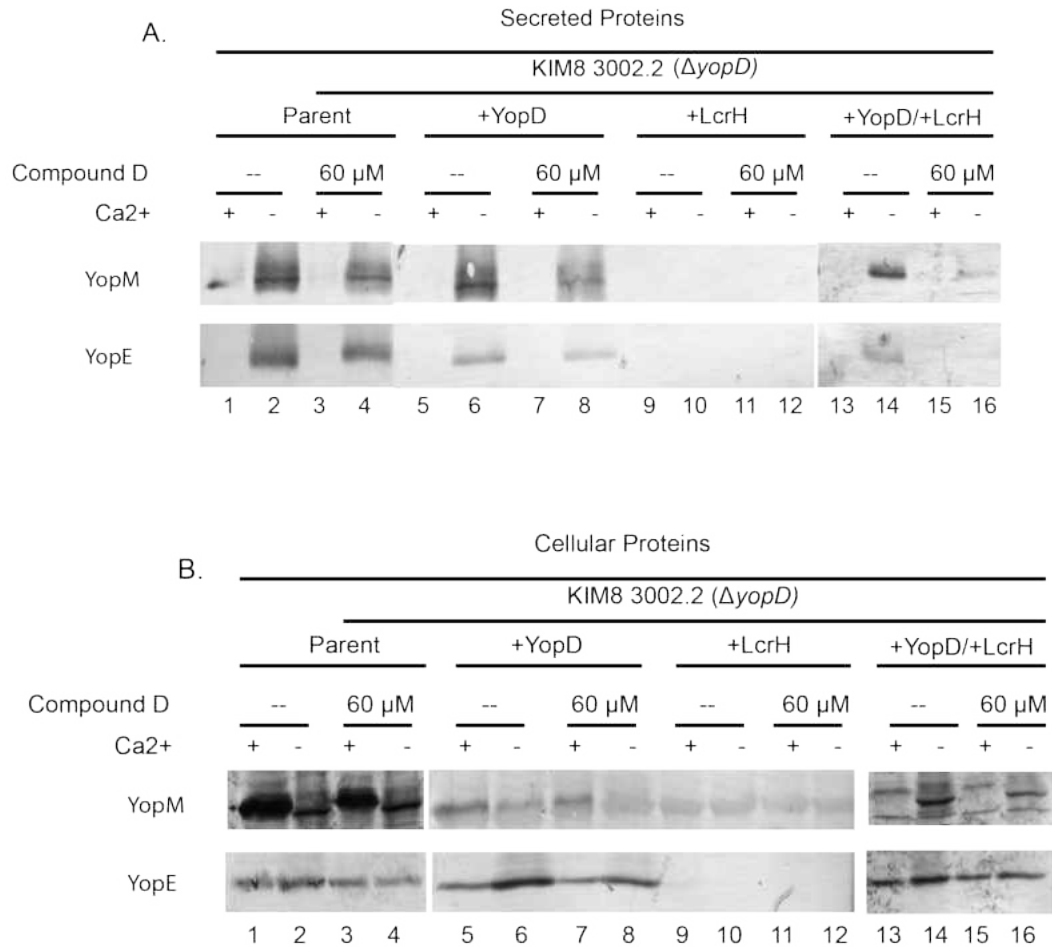 A.
Secreted Proteins
KIM8 3002.2 (ΔyopD)
Parent +YopD +LcrH +YopD/+LcrH
Compound D -- 60 µM -- 60 µM -- 60 µM -- 60 µM
Ca2+ + - + - + - + - + - + - + - + -
YopM
YopE
1 2 3 4 5 6 7 8 9 10 11 12 13 14 15 16
Cellular Proteins
B.
KIM8 3002.2 (ΔyopD)
Parent +YopD +LcrH +YopD/+LcrH
Compound D -- 60 µM -- 60 µM -- 60 µM -- 60 µM
Ca2+ + - + - + - + - + - + - + - + -
YopM
YopE
1 2 3 4 5 6 7 8 9 10 11 12 13 14 15 16